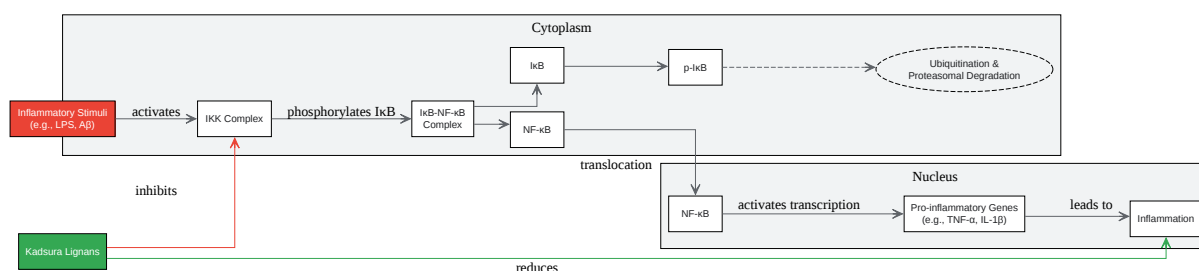 Cytoplasm
IκB
p-IκB
Ubiquitination &
Proteasomal Degradation
Inflammatory Stimuli
(e.g., LPS, Aβ)
activates
IKK Complex
phosphorylates IκB
IκB-NF-κB
Complex
NF-κB
translocation
Nucleus
inhibits
NF-κB
activates transcription
Pro-inflammatory Genes
(e.g., TNF-α, IL-1β)
leads to
Inflammation
Kadsura Lignans
reduces